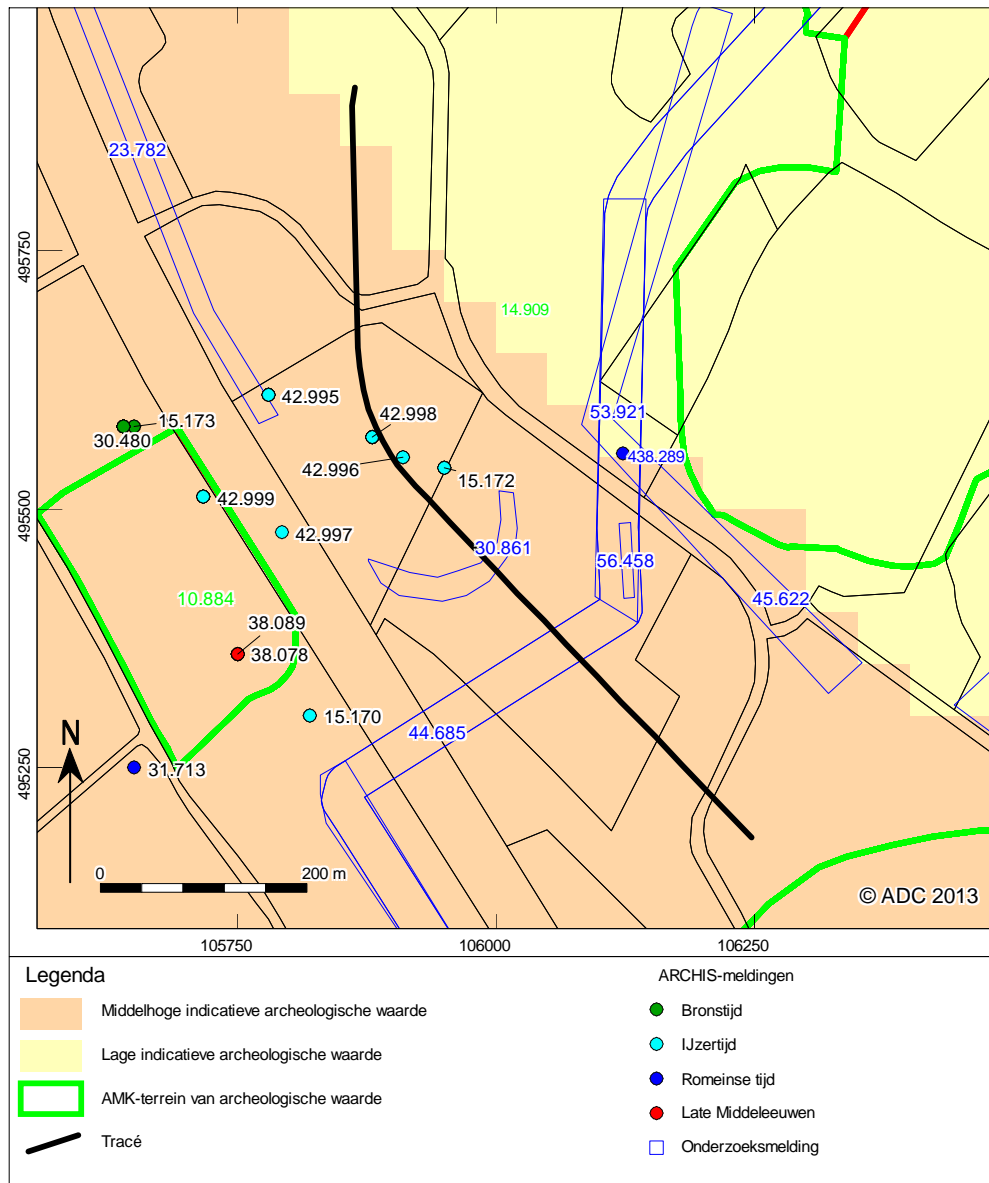 23.782
495750
14.909
42.995
42.998
53.921
15.173
30.480
42.996
438.289
15.172
42.999
495500
42.997
30.861
56.458
10.884
45.622
38.089
38.078
15.170
44.685
N
31.713
495250
0 200 m
© ADC 2013
105750 106000 106250
Legenda
Middelhoge indicatieve archeologische waarde
Lage indicatieve archeologische waarde
AMK-terrein van archeologische waarde
Tracé
ARCHIS-meldingen
Bronstijd
IJzertijd
Romeinse tijd
Late Middeleeuwen
Onderzoeksmelding